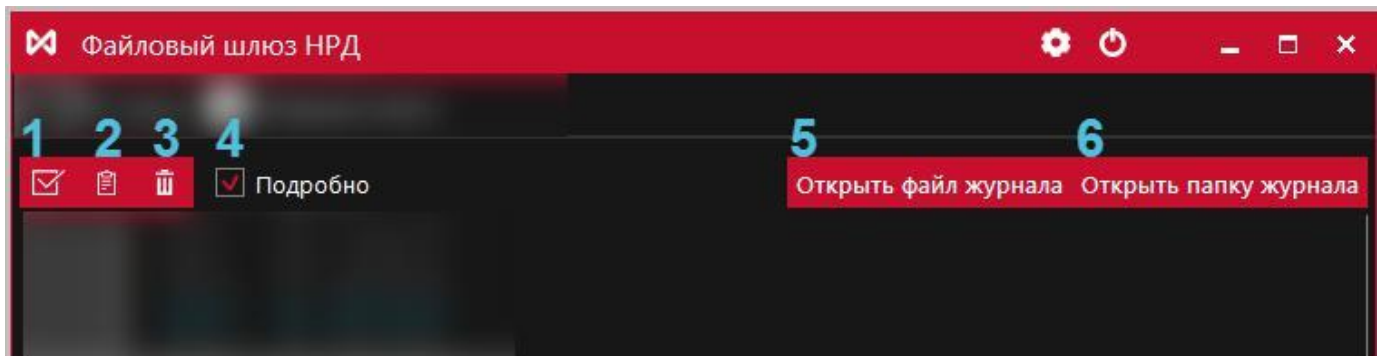 Файловый шлюз НРД
1 2 3 4 5 6
Подробно Открыть файл журнала Открыть папку журнала